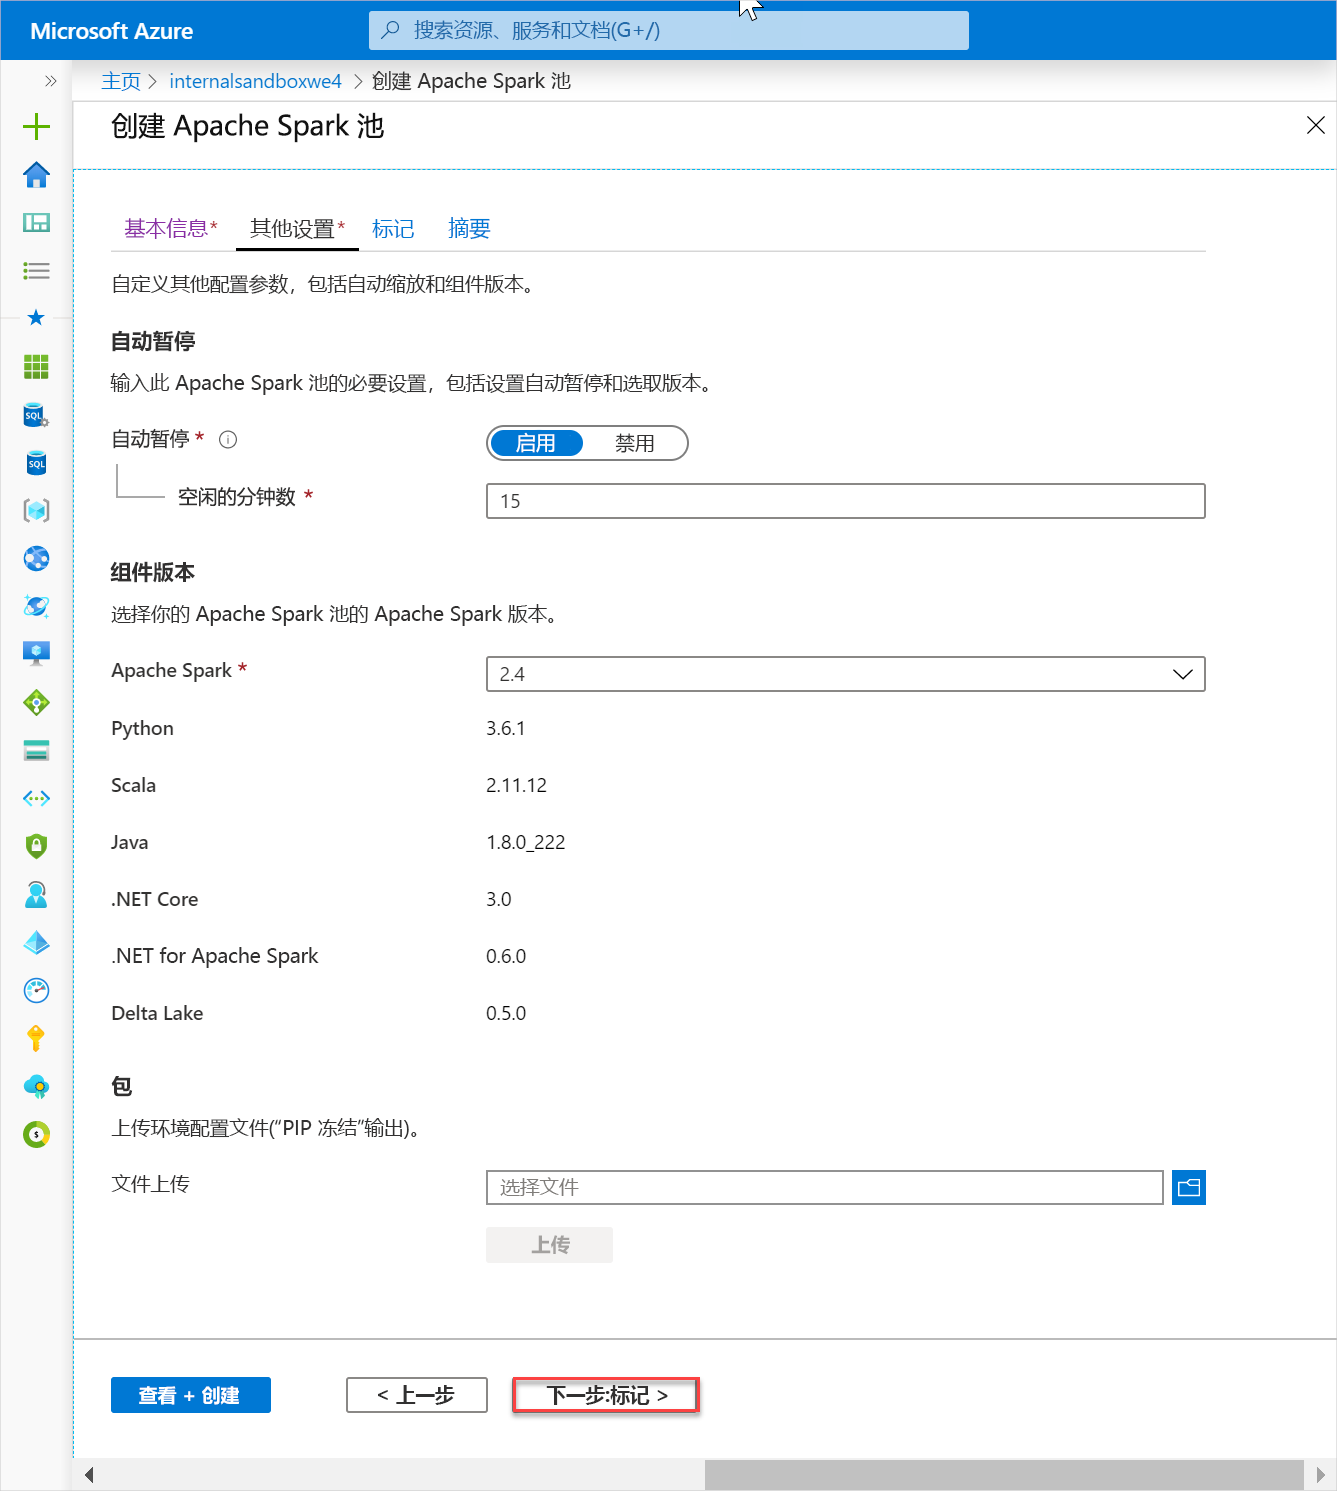 Microsoft Azure
搜索资源、服务和文档(G+/)
主页 > internalsandboxwe4 > 创建 Apache Spark 池
创建 Apache Spark 池
基本信息* 其他设置* 标记 摘要
自定义其他配置参数，包括自动缩放和组件版本。
自动暂停
输入此 Apache Spark 池的必要设置，包括设置自动暂停和选取版本。
自动暂停 * 启用 禁用
空闲的分钟数 * 15
组件版本
选择你的 Apache Spark 池的 Apache Spark 版本。
Apache Spark * 2.4
Python 3.6.1
Scala 2.11.12
Java 1.8.0_222
.NET Core 3.0
.NET for Apache Spark 0.6.0
Delta Lake 0.5.0
包
上传环境配置文件(“PIP 冻结”输出)。
文件上传 选择文件
上传
查看 + 创建 < 上一步 下一步:标记 >